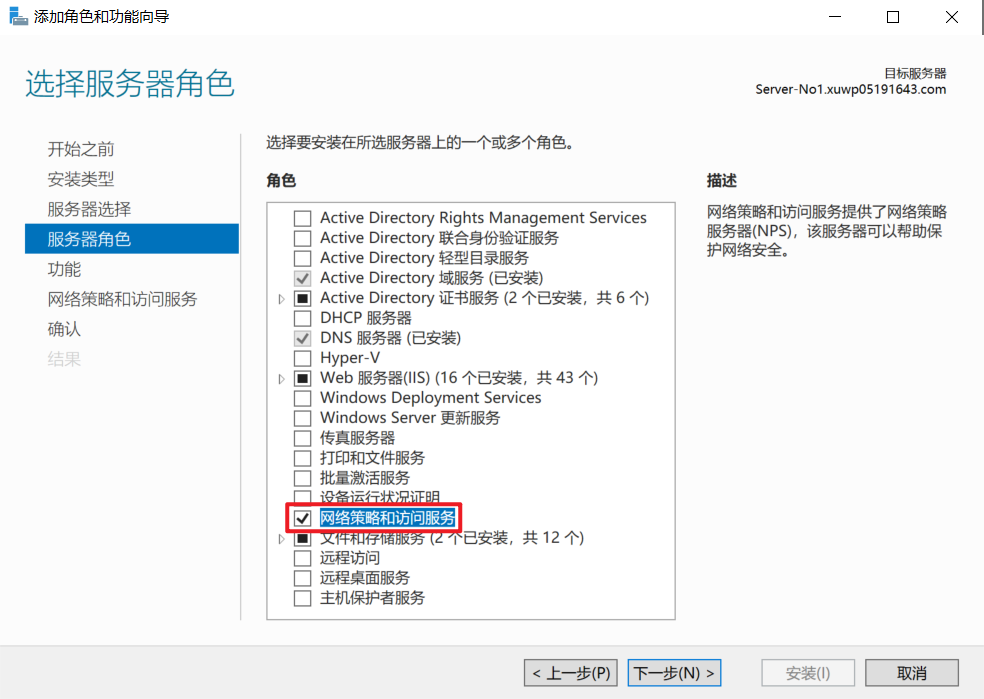 添加角色和功能向导
选择服务器角色
目标服务器
Server-No1.xuwp05191643.com
开始之前
安装类型
服务器选择
服务器角色
功能
网络策略和访问服务
确认
结果
选择要安装在所选服务器上的一个或多个角色。
角色
Active Directory Rights Management Services
Active Directory 联合身份验证服务
Active Directory 轻型目录服务
Active Directory 域服务 (已安装)
Active Directory 证书服务 (2 个已安装，共 6 个)
DHCP 服务器
DNS 服务器 (已安装)
Hyper-V
Web 服务器(IIS) (16 个已安装，共 43 个)
Windows Deployment Services
Windows Server 更新服务
传真服务器
打印和文件服务
批量激活服务
设备运行状况证明
网络策略和访问服务
文件和存储服务 (2 个已安装，共 12 个)
远程访问
远程桌面服务
主机保护者服务
描述
网络策略和访问服务提供了网络策略
服务器(NPS)，该服务器可以帮助保
护网络安全。
< 上一步(P)
下一步(N) >
安装(I)
取消